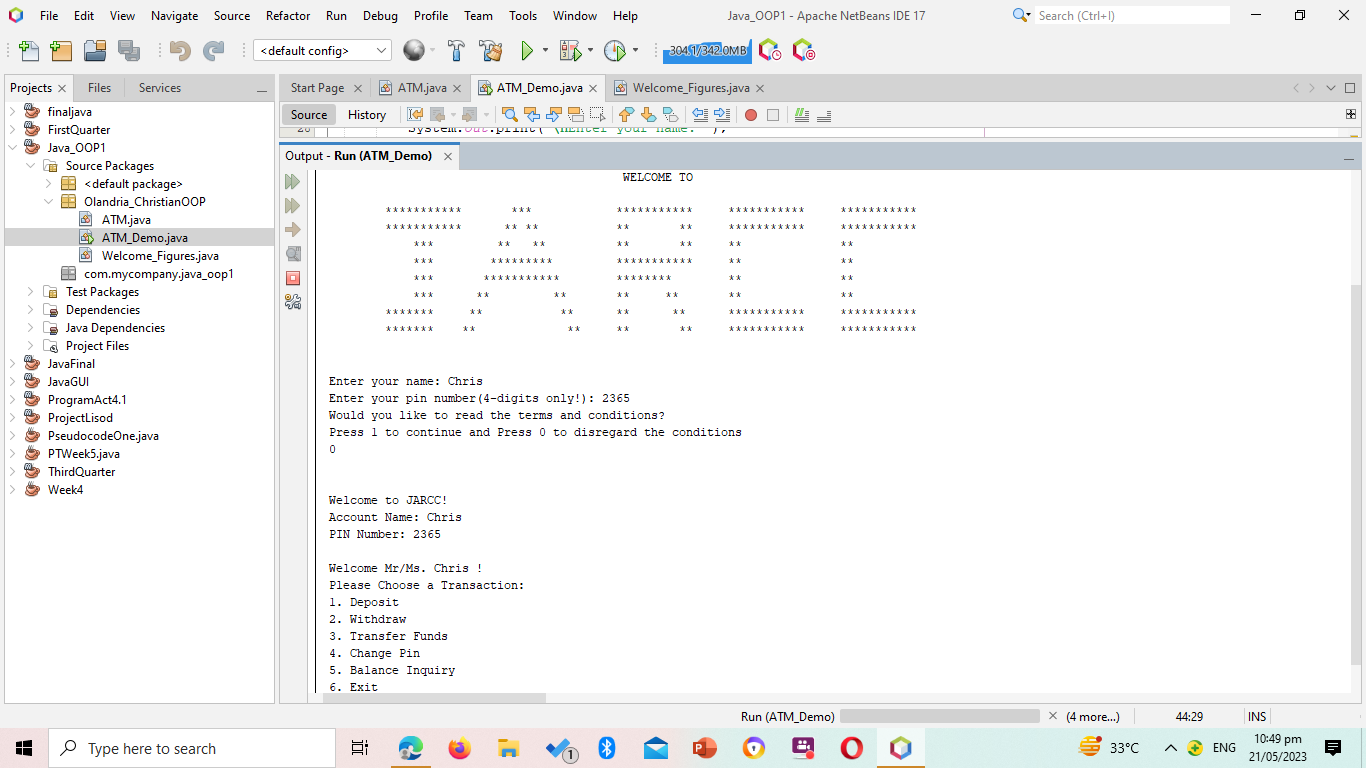 File Edit View Navigate Source Refactor Run Debug Profile Team Tools Window Help Java_OOP1 - Apache NetBeans IDE 17 Search (Ctrl+I)
<default config> 304.1/342.0MB
Projects Files Services Start Page ATM.java ATM_Demo.java Welcome_Figures.java
Source History
finaljava
FirstQuarter
Java_OOP1
Source Packages
<default package>
Olandria_ChristianOOP
ATM.java
ATM_Demo.java
Welcome_Figures.java
com.mycompany.java_oop1
Test Packages
Dependencies
Java Dependencies
Project Files
JavaFinal
JavaGUI
ProgramAct4.1
ProjectLisod
PseudocodeOne.java
PTWeek5.java
ThirdQuarter
Week4
System.out.print("\nEnter your name: ");
Output - Run (ATM_Demo)
WELCOME TO
*********** *** *********** *********** ***********
*********** ** ** ** ** *********** ***********
*** ** ** ** ** ** **
*** ********* *********** ** **
*** *********** ******** ** **
*** ** ** ** ** ** **
******* ** ** ** ** *********** ***********
******* ** ** ** ** *********** ***********
Enter your name: Chris
Enter your pin number(4-digits only!): 2365
Would you like to read the terms and conditions?
Press 1 to continue and Press 0 to disregard the conditions
0
Welcome to JARCC!
Account Name: Chris
PIN Number: 2365
Welcome Mr/Ms. Chris !
Please Choose a Transaction:
1. Deposit
2. Withdraw
3. Transfer Funds
4. Change Pin
5. Balance Inquiry
6. Exit
Run (ATM_Demo) (4 more...) 44:29 INS
Type here to search 1 33°C ENG 10:49 pm
21/05/2023